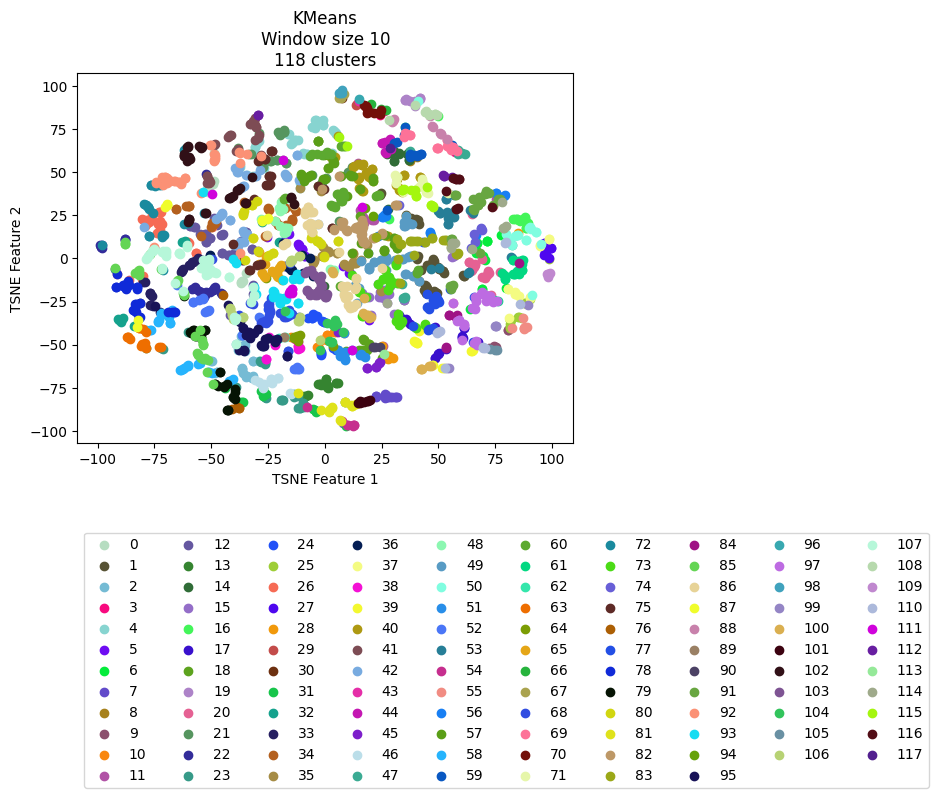 KMeans
Window size 10
118 clusters
100
75
50
25
0
−25
−50
−75
−100
TSNE Feature 2
−100 −75 −50 −25 0 25 50 75 100
TSNE Feature 1
0 12 24 36 48 60 72 84 96 107
1 13 25 37 49 61 73 85 97 108
2 14 26 38 50 62 74 86 98 109
3 15 27 39 51 63 75 87 99 110
4 16 28 40 52 64 76 88 100 111
5 17 29 41 53 65 77 89 101 112
6 18 30 42 54 66 78 90 102 113
7 19 31 43 55 67 79 91 103 114
8 20 32 44 56 68 80 92 104 115
9 21 33 45 57 69 81 93 105 116
10 22 34 46 58 70 82 94 106 117
11 23 35 47 59 71 83 95